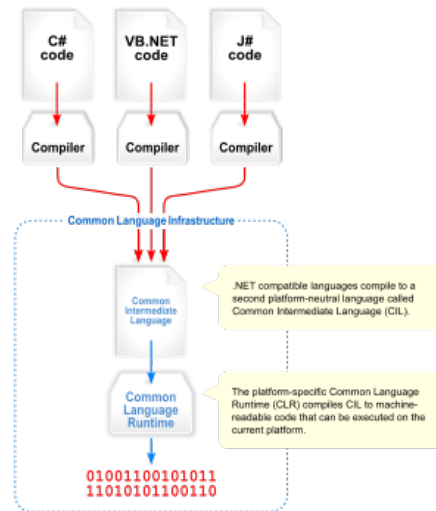 C#
code
VB.NET
code
J#
code
Compiler
Compiler
Compiler
Common Language Infrastructure
Common
Intermediate
Language
.NET compatible languages compile to a
second platform-neutral language called
Common Intermediate Language (CIL).
Common
Language
Runtime
The platform-specific Common Language
Runtime (CLR) compiles CIL to machine-
readable code that can be executed on the
current platform.
01001100101011
11010101100110